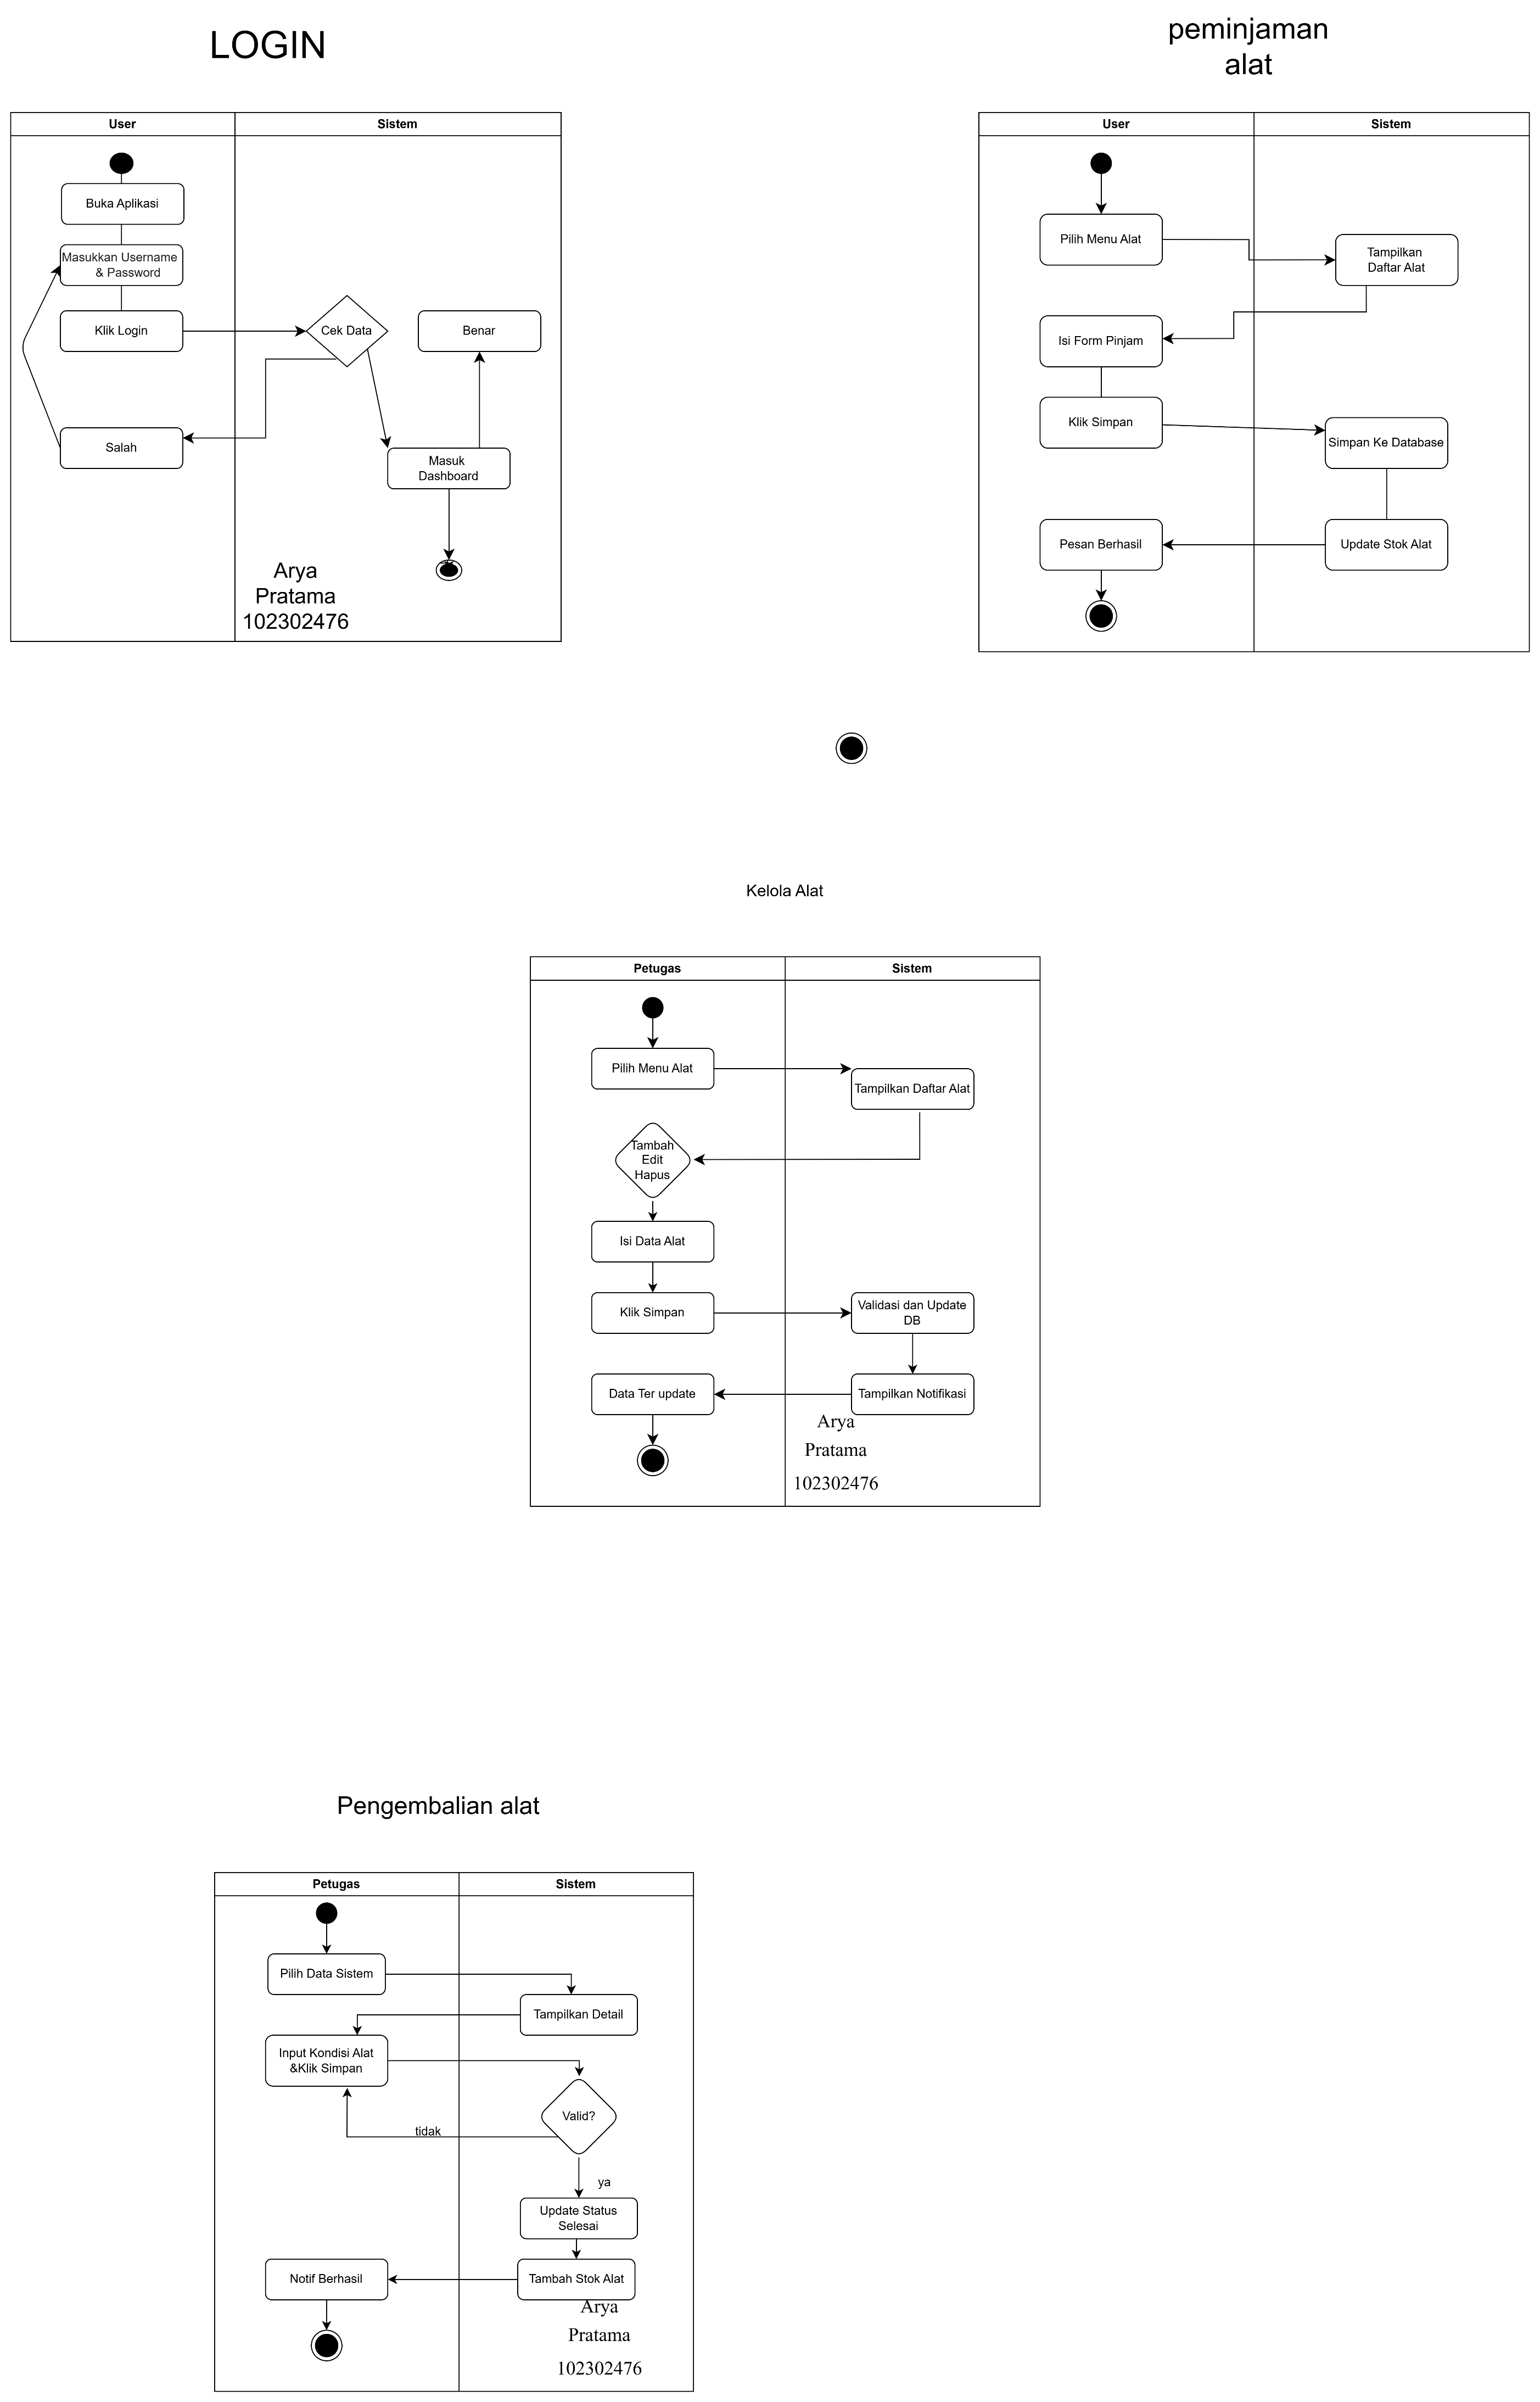 LOGIN
User
Sistem
Buka Aplikasi
Masukkan Username
& Password
Klik Login
Cek Data
Benar
Salah
Masuk
Dashboard
Arya
Pratama
102302476
peminjaman
alat
User
Sistem
Pilih Menu Alat
Tampilkan
Daftar Alat
Isi Form Pinjam
Klik Simpan
Simpan Ke Database
Pesan Berhasil
Update Stok Alat
Kelola Alat
Petugas
Sistem
Pilih Menu Alat
Tampilkan Daftar Alat
Tambah
Edit
Hapus
Isi Data Alat
Klik Simpan
Validasi dan Update
DB
Data Ter update
Tampilkan Notifikasi
Arya
Pratama
102302476
Pengembalian alat
Petugas
Sistem
Pilih Data Sistem
Tampilkan Detail
Input Kondisi Alat
&Klik Simpan
Valid?
tidak
ya
Update Status
Selesai
Notif Berhasil
Tambah Stok Alat
Arya
Pratama
102302476